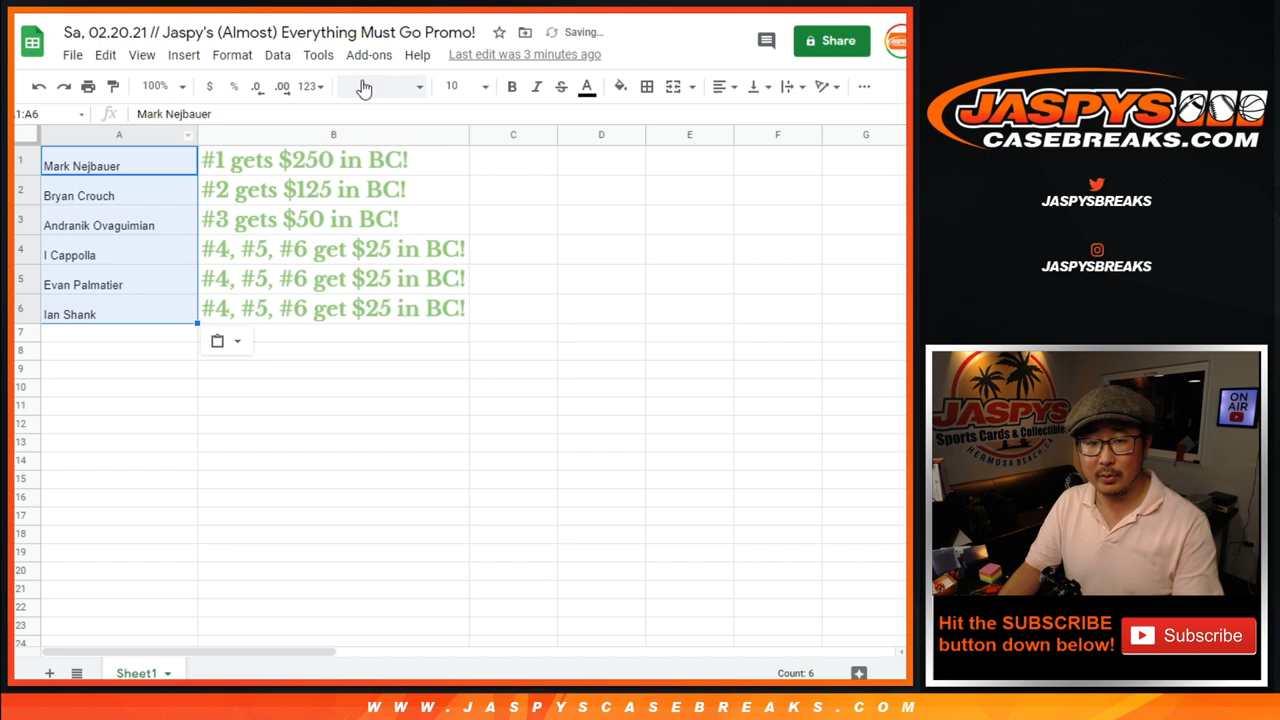 Sa, 02.20.21 // Jaspy's (Almost) Everything Must Go Promo!
Saving...
File Edit View Insert Format Data Tools Add-ons Help Last edit was 3 minutes ago
Share
100% $ % .0 .00 123 10 B I S A
1:A6 fx Mark Nejbauer
A B C D E F G
1 Mark Nejbauer #1 gets $250 in BC!
2 Bryan Crouch #2 gets $125 in BC!
3 Andranik Ovaguimian #3 gets $50 in BC!
4 I Cappolla #4, #5, #6 get $25 in BC!
5 Evan Palmatier #4, #5, #6 get $25 in BC!
6 Ian Shank #4, #5, #6 get $25 in BC!
7
8
9
10
11
12
13
14
15
16
17
18
19
20
21
22
23
24
Sheet1
Count: 6
JASPYS
CASEBREAKS.COM
JASPYSBREAKS
JASPYSBREAKS
JASPYS
Sports Cards & Collectible
HERMOSA BEACH, CA
ON
AIR
Hit the SUBSCRIBE
button down below!
Subscribe
WWW.JASPYSCASEBREAKS.COM